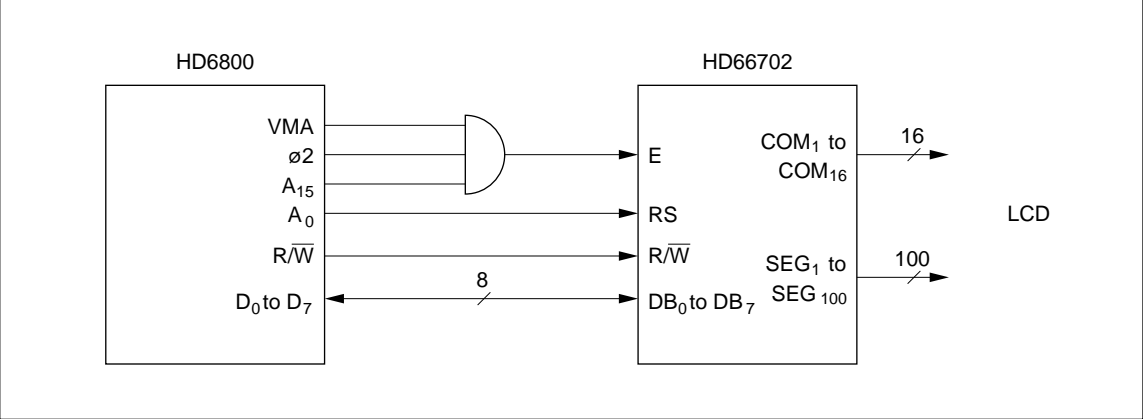 HD6800
HD66702
VMA
ø2
A15
A0
R/W̅
D0 to D7
8
E
RS
R/W̅
DB0 to DB7
COM1 to
COM16
SEG1 to
SEG100
16
100
LCD